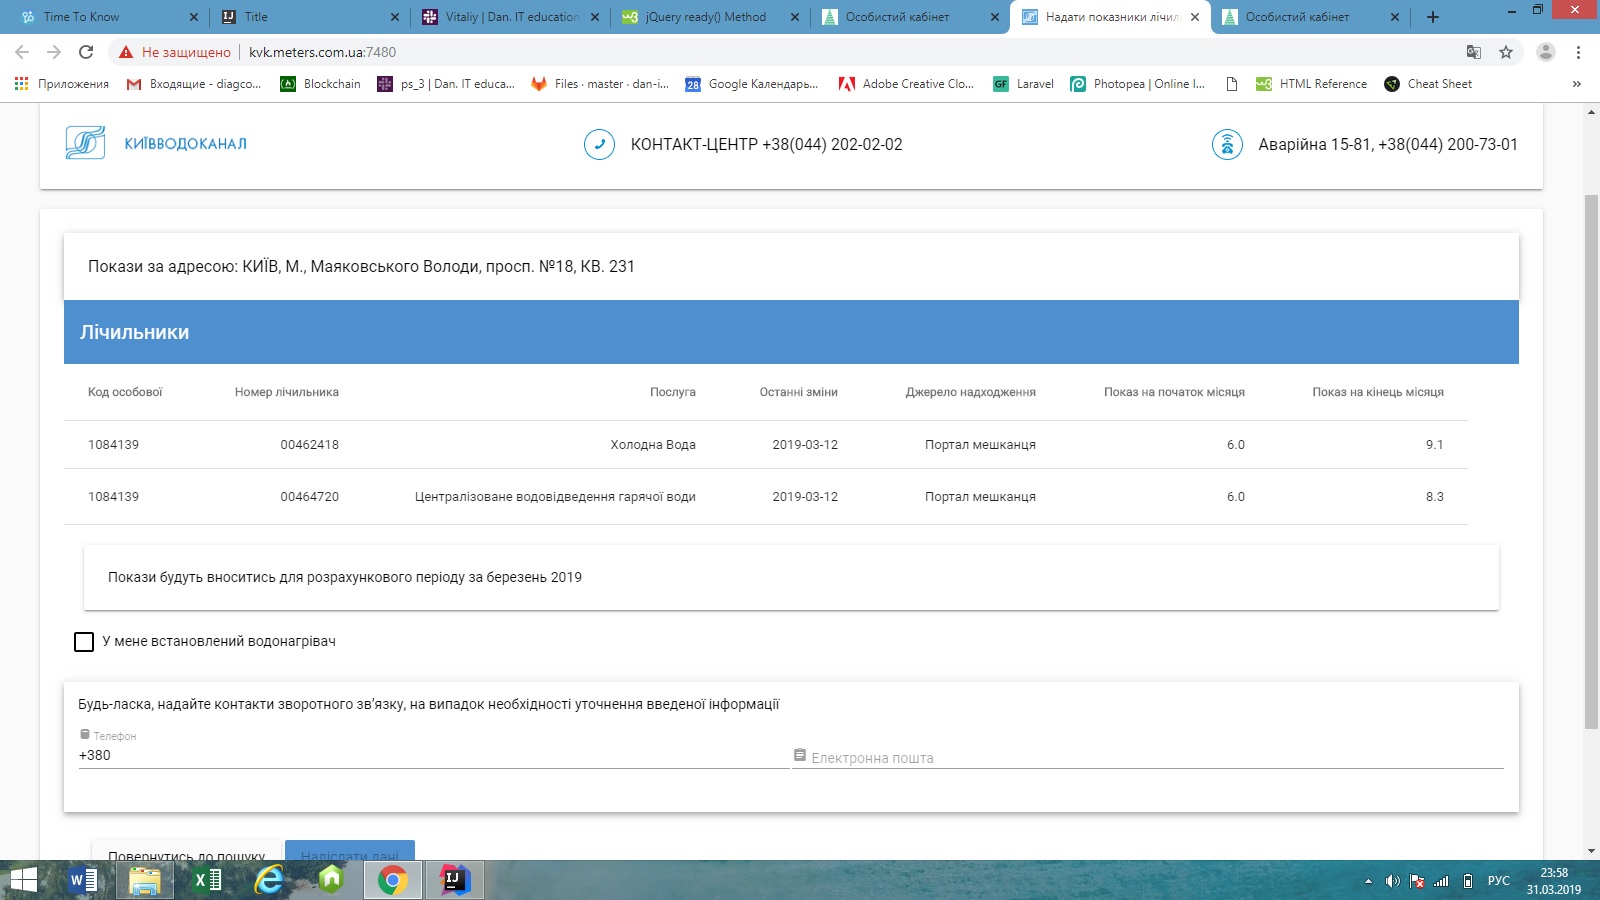 Time To Know
Title
Vitaliy | Dan. IT education
jQuery ready() Method
Особистий кабінет
Надати показники лічиль
Особистий кабінет
Не защищено
kvk.meters.com.ua:7480
Приложения
Входящие - diagco...
Blockchain
ps_3 | Dan. IT educa...
Files · master · dan-i...
Google Календарь...
Adobe Creative Clo...
Laravel
Photopea | Online I...
HTML Reference
Cheat Sheet
КИЇВВОДОКАНАЛ
КОНТАКТ-ЦЕНТР +38(044) 202-02-02
Аварійна 15-81, +38(044) 200-73-01
Покази за адресою: КИЇВ, М., Маяковського Володи, просп. №18, КВ. 231
Лічильники
Код особової Номер лічильника Послуга Останні зміни Джерело надходження Показ на початок місяця Показ на кінець місяця
1084139 00462418 Холодна Вода 2019-03-12 Портал мешканця 6.0 9.1
1084139 00464720 Централізоване водовідведення гарячої води 2019-03-12 Портал мешканця 6.0 8.3
Покази будуть вноситись для розрахункового періоду за березень 2019
У мене встановлений водонагрівач
Будь-ласка, надайте контакти зворотного зв’язку, на випадок необхідності уточнення введеної інформації
Телефон
+380
Електронна пошта
Повернутись до пошуку
Надіслати дані
РУС
23:58
31.03.2019